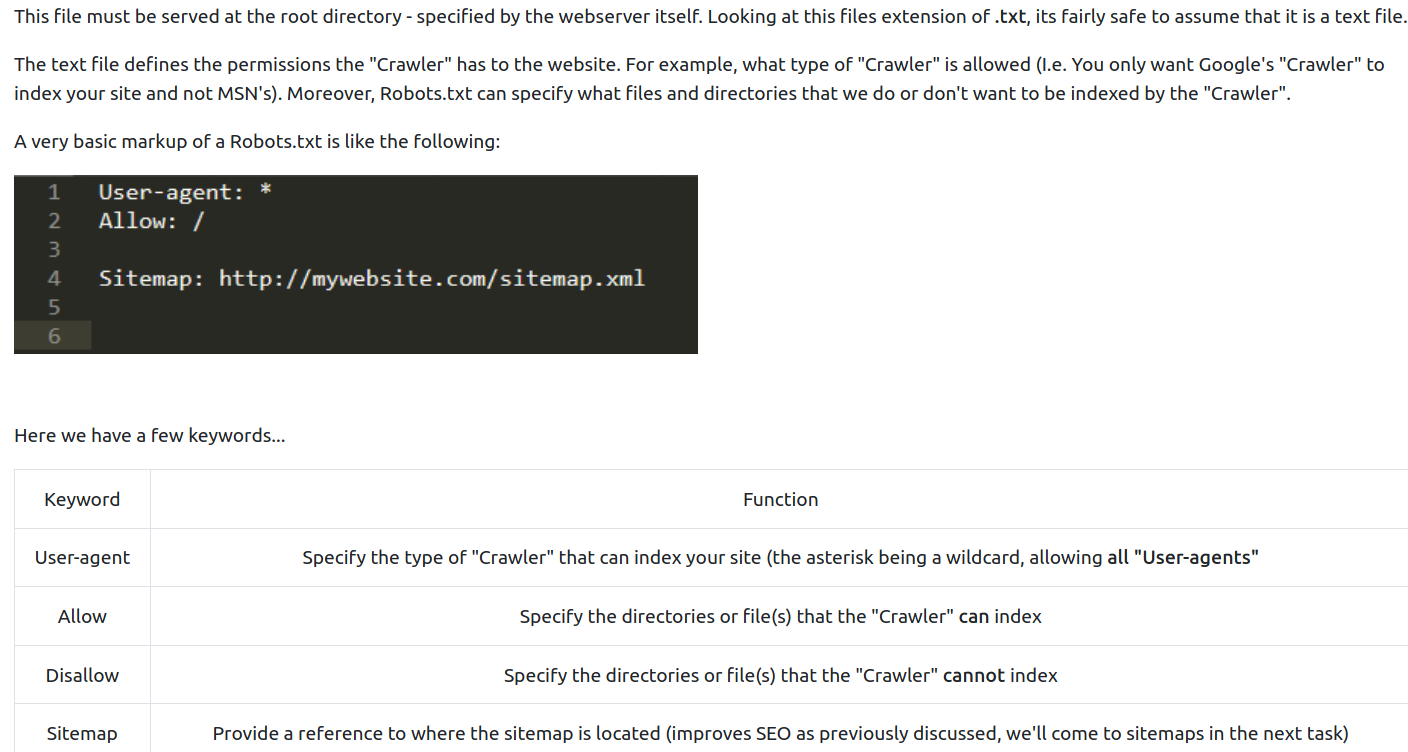 This file must be served at the root directory - specified by the webserver itself. Looking at this files extension of .txt, its fairly safe to assume that it is a text file.
The text file defines the permissions the "Crawler" has to the website. For example, what type of "Crawler" is allowed (I.e. You only want Google's "Crawler" to
index your site and not MSN's). Moreover, Robots.txt can specify what files and directories that we do or don't want to be indexed by the "Crawler".
A very basic markup of a Robots.txt is like the following:
1 User-agent: *
2 Allow: /
3
4 Sitemap: http://mywebsite.com/sitemap.xml
5
6
Here we have a few keywords...
Keyword Function
User-agent Specify the type of "Crawler" that can index your site (the asterisk being a wildcard, allowing all "User-agents"
Allow Specify the directories or file(s) that the "Crawler" can index
Disallow Specify the directories or file(s) that the "Crawler" cannot index
Sitemap Provide a reference to where the sitemap is located (improves SEO as previously discussed, we'll come to sitemaps in the next task)